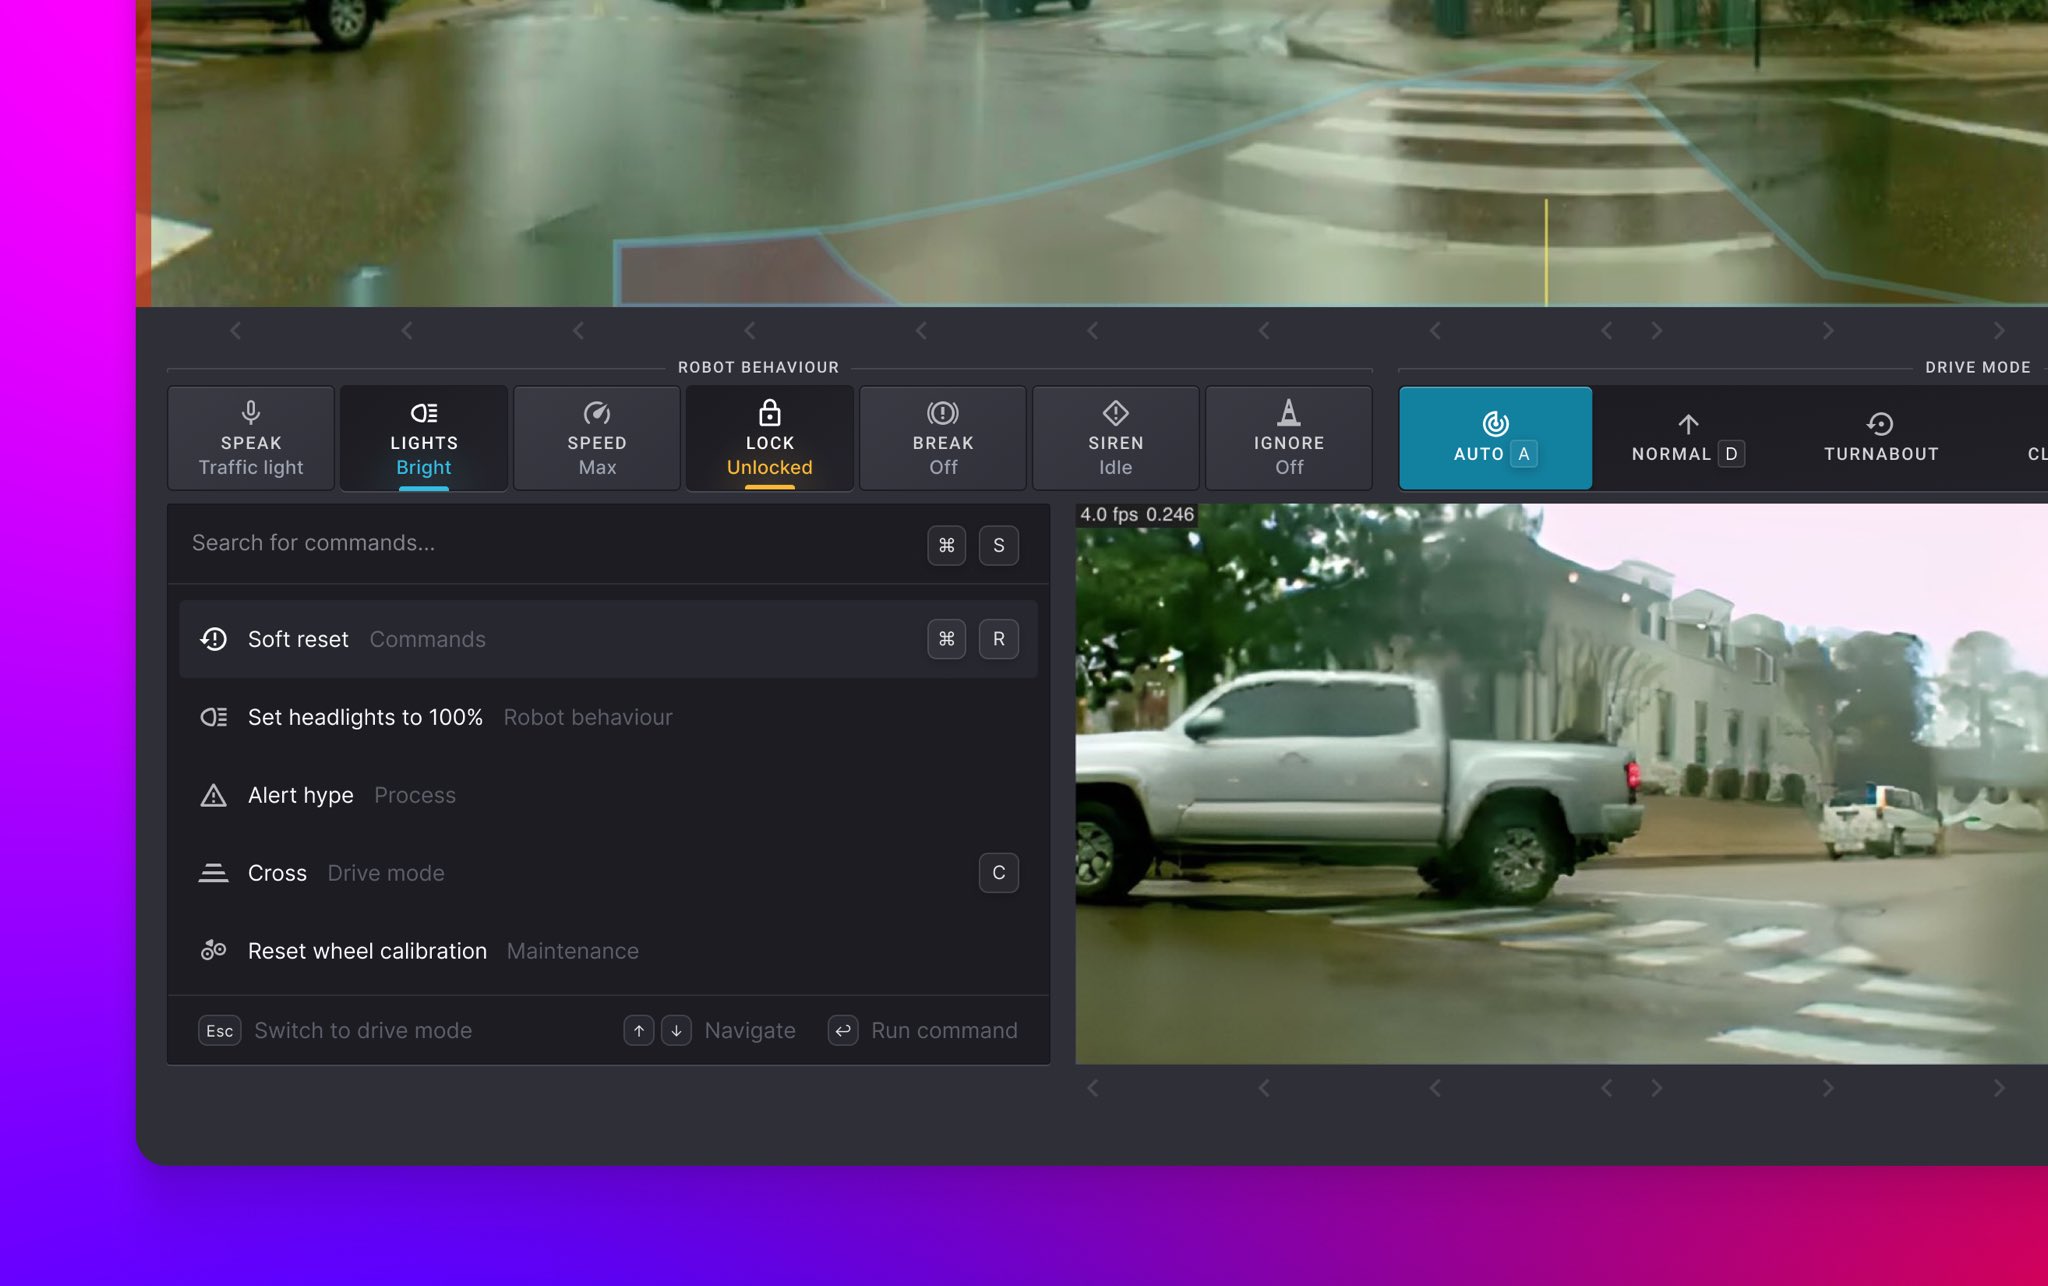 ROBOT BEHAVIOUR
DRIVE MODE
SPEAK
Traffic light
LIGHTS
Bright
SPEED
Max
LOCK
Unlocked
BREAK
Off
SIREN
Idle
IGNORE
Off
AUTO A
NORMAL D
TURNABOUT
CL
Search for commands... ⌘ S
Soft reset Commands ⌘ R
Set headlights to 100% Robot behaviour
Alert hype Process
Cross Drive mode C
Reset wheel calibration Maintenance
Esc Switch to drive mode ↑ ↓ Navigate ↩ Run command
4.0 fps 0.246